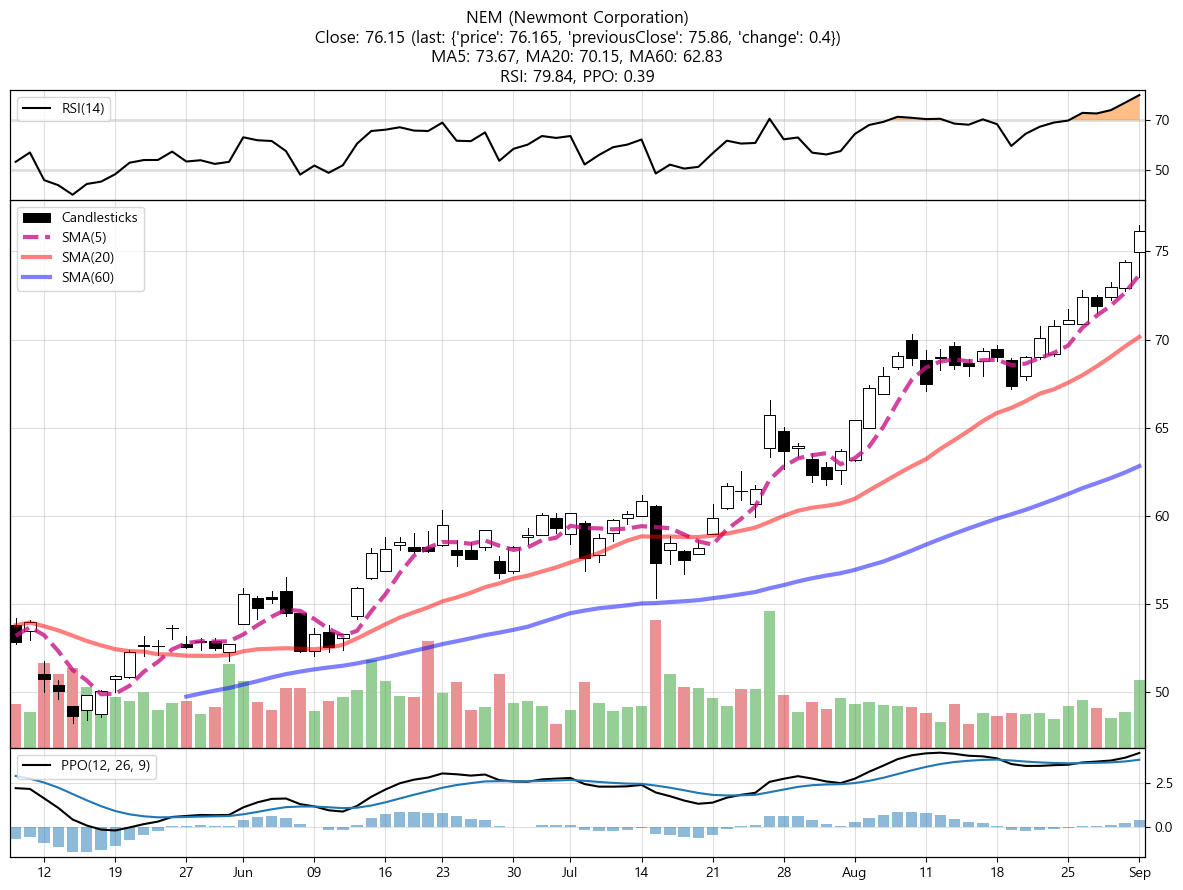 NEM (Newmont Corporation)
Close: 76.15 (last: {'price': 76.165, 'previousClose': 75.86, 'change': 0.4})
MA5: 73.67, MA20: 70.15, MA60: 62.83
RSI: 79.84, PPO: 0.39
RSI(14)
70
50
Candlesticks
SMA(5)
SMA(20)
SMA(60)
75
70
65
60
55
50
PPO(12, 26, 9)
2.5
0.0
12 19 27 Jun 09 16 23 30 Jul 14 21 28 Aug 11 18 25 Sep